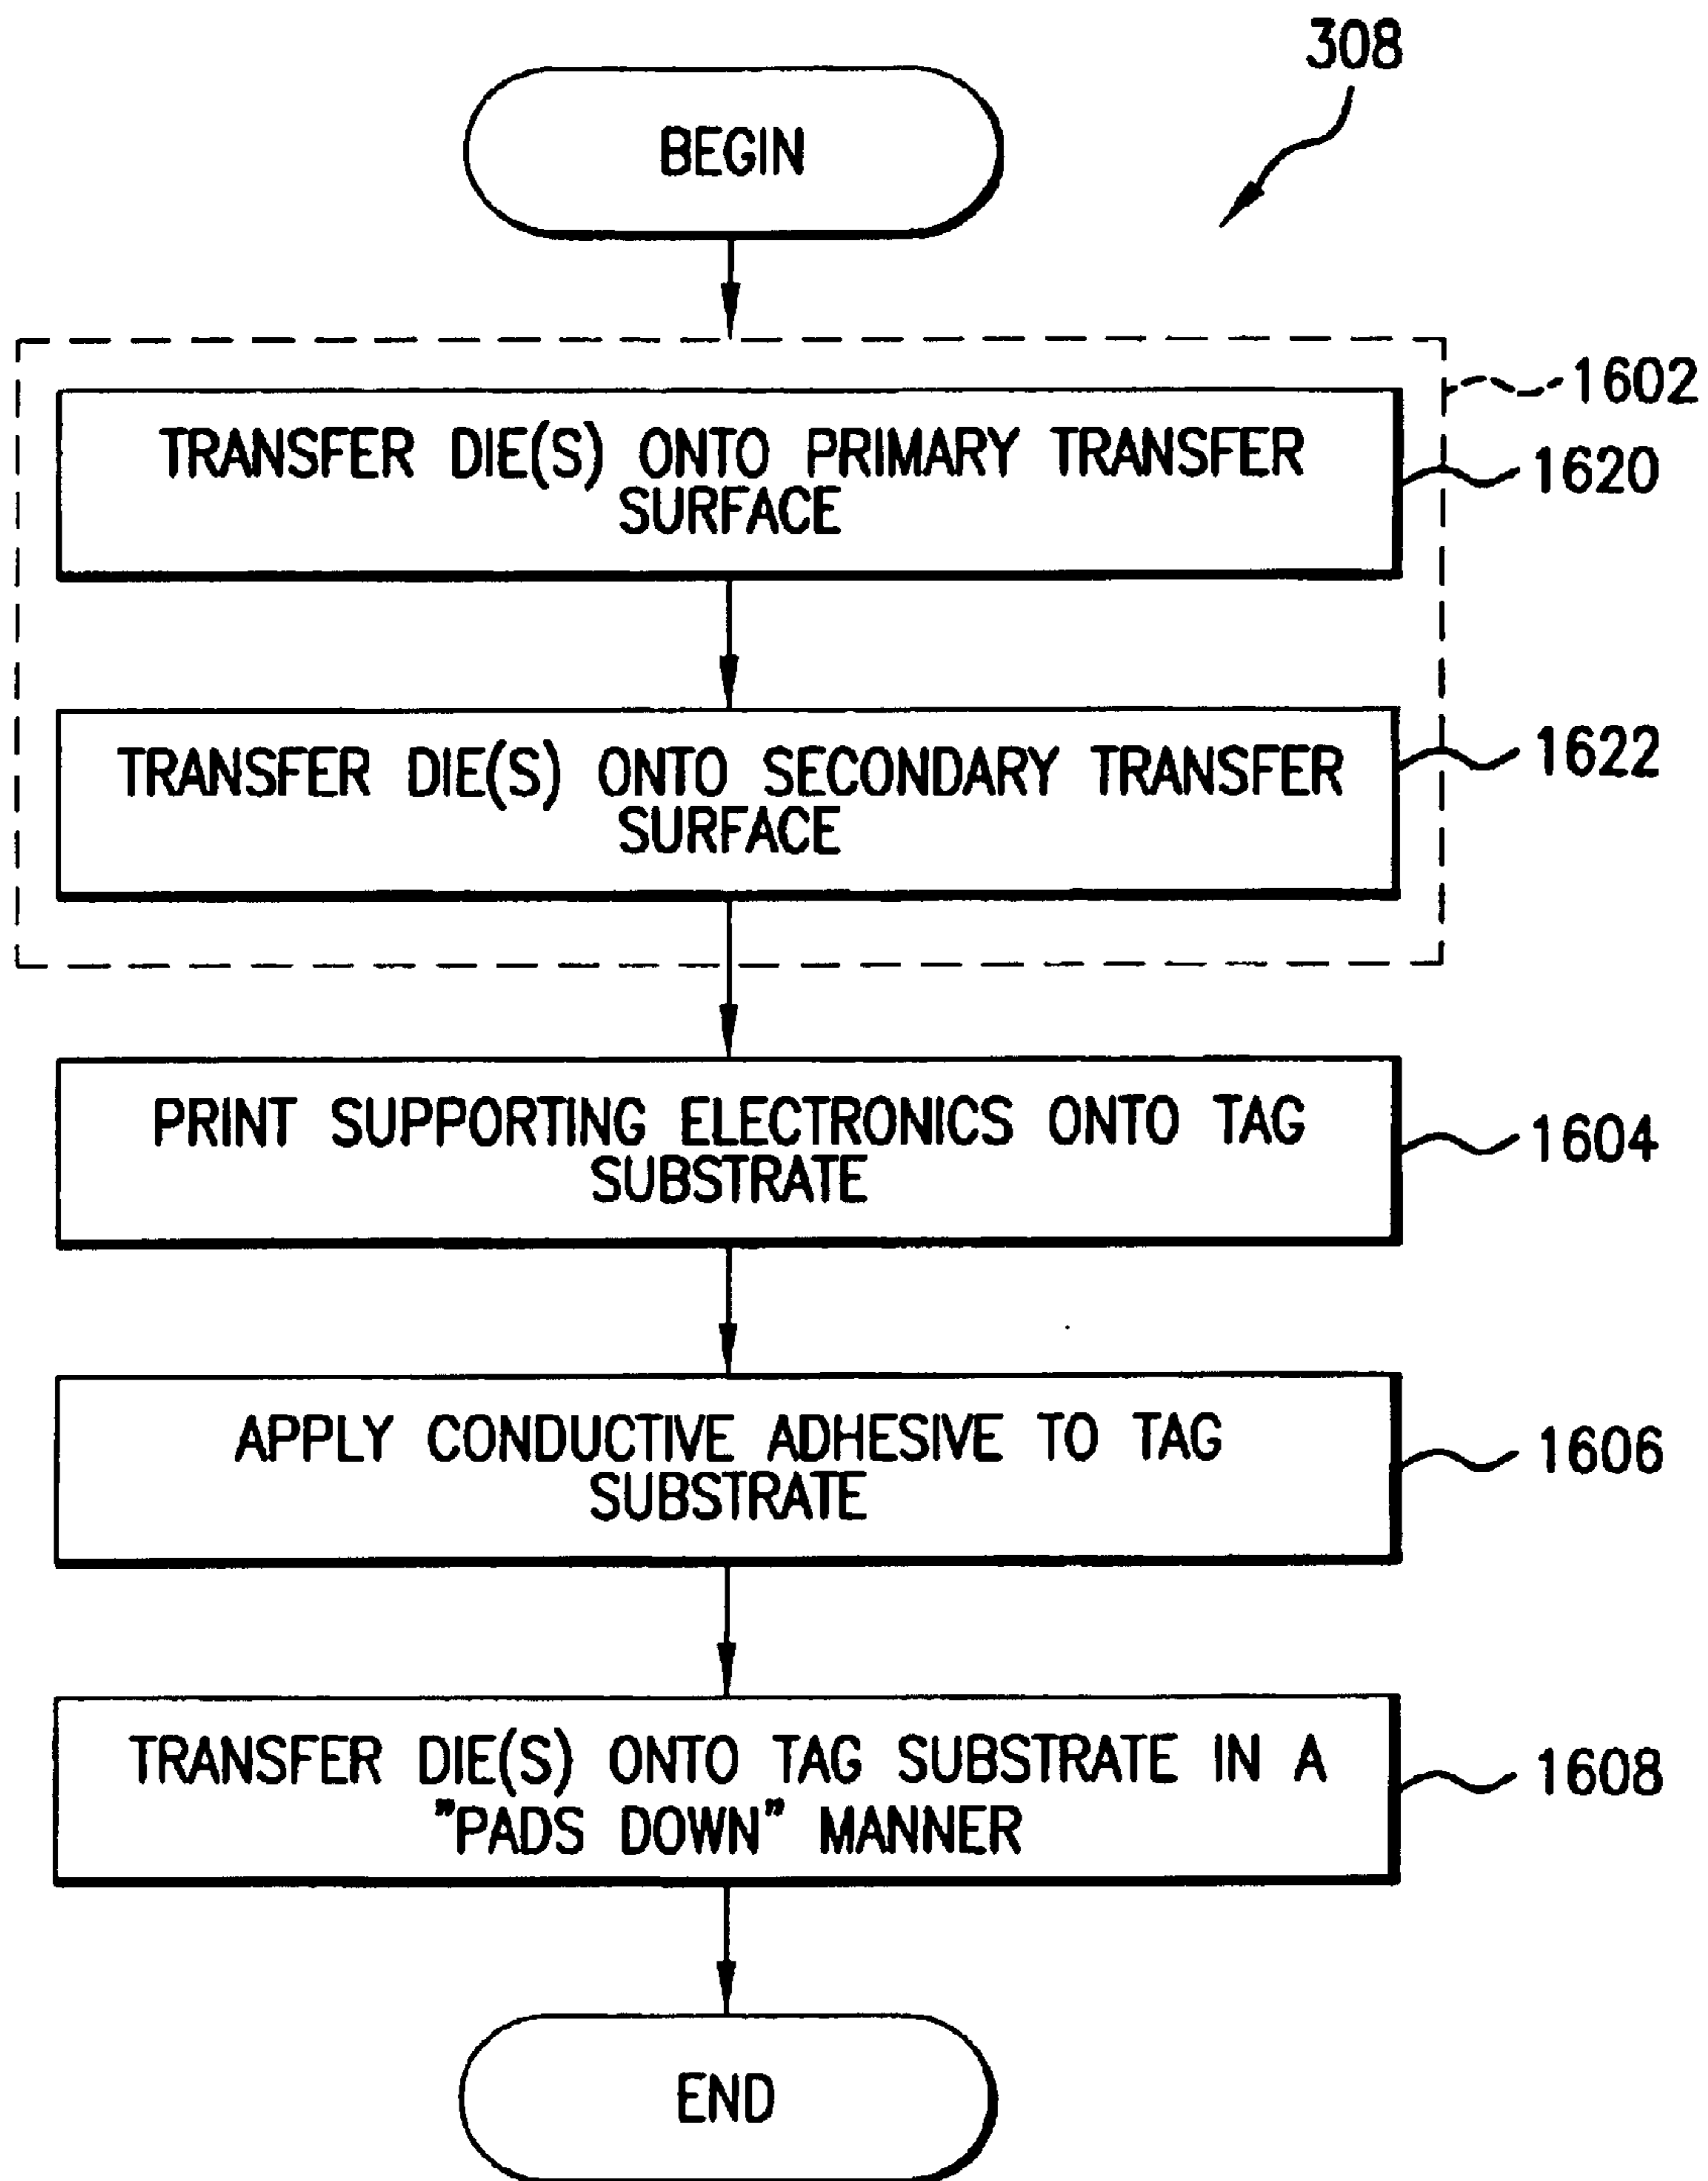 308
BEGIN
1602
TRANSFER DIE(S) ONTO PRIMARY TRANSFER
SURFACE
1620
TRANSFER DIE(S) ONTO SECONDARY TRANSFER
SURFACE
1622
PRINT SUPPORTING ELECTRONICS ONTO TAG
SUBSTRATE
1604
APPLY CONDUCTIVE ADHESIVE TO TAG
SUBSTRATE
1606
TRANSFER DIE(S) ONTO TAG SUBSTRATE IN A
"PADS DOWN" MANNER
1608
END